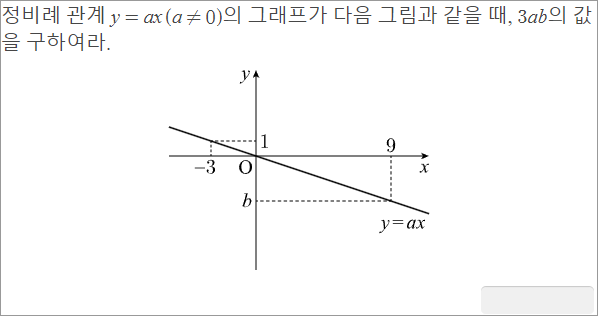 정비례 관계 y = ax (a ≠ 0)의 그래프가 다음 그림과 같을 때, 3ab의 값
을 구하여라.
y
1
9
-3
O
x
b
y=ax